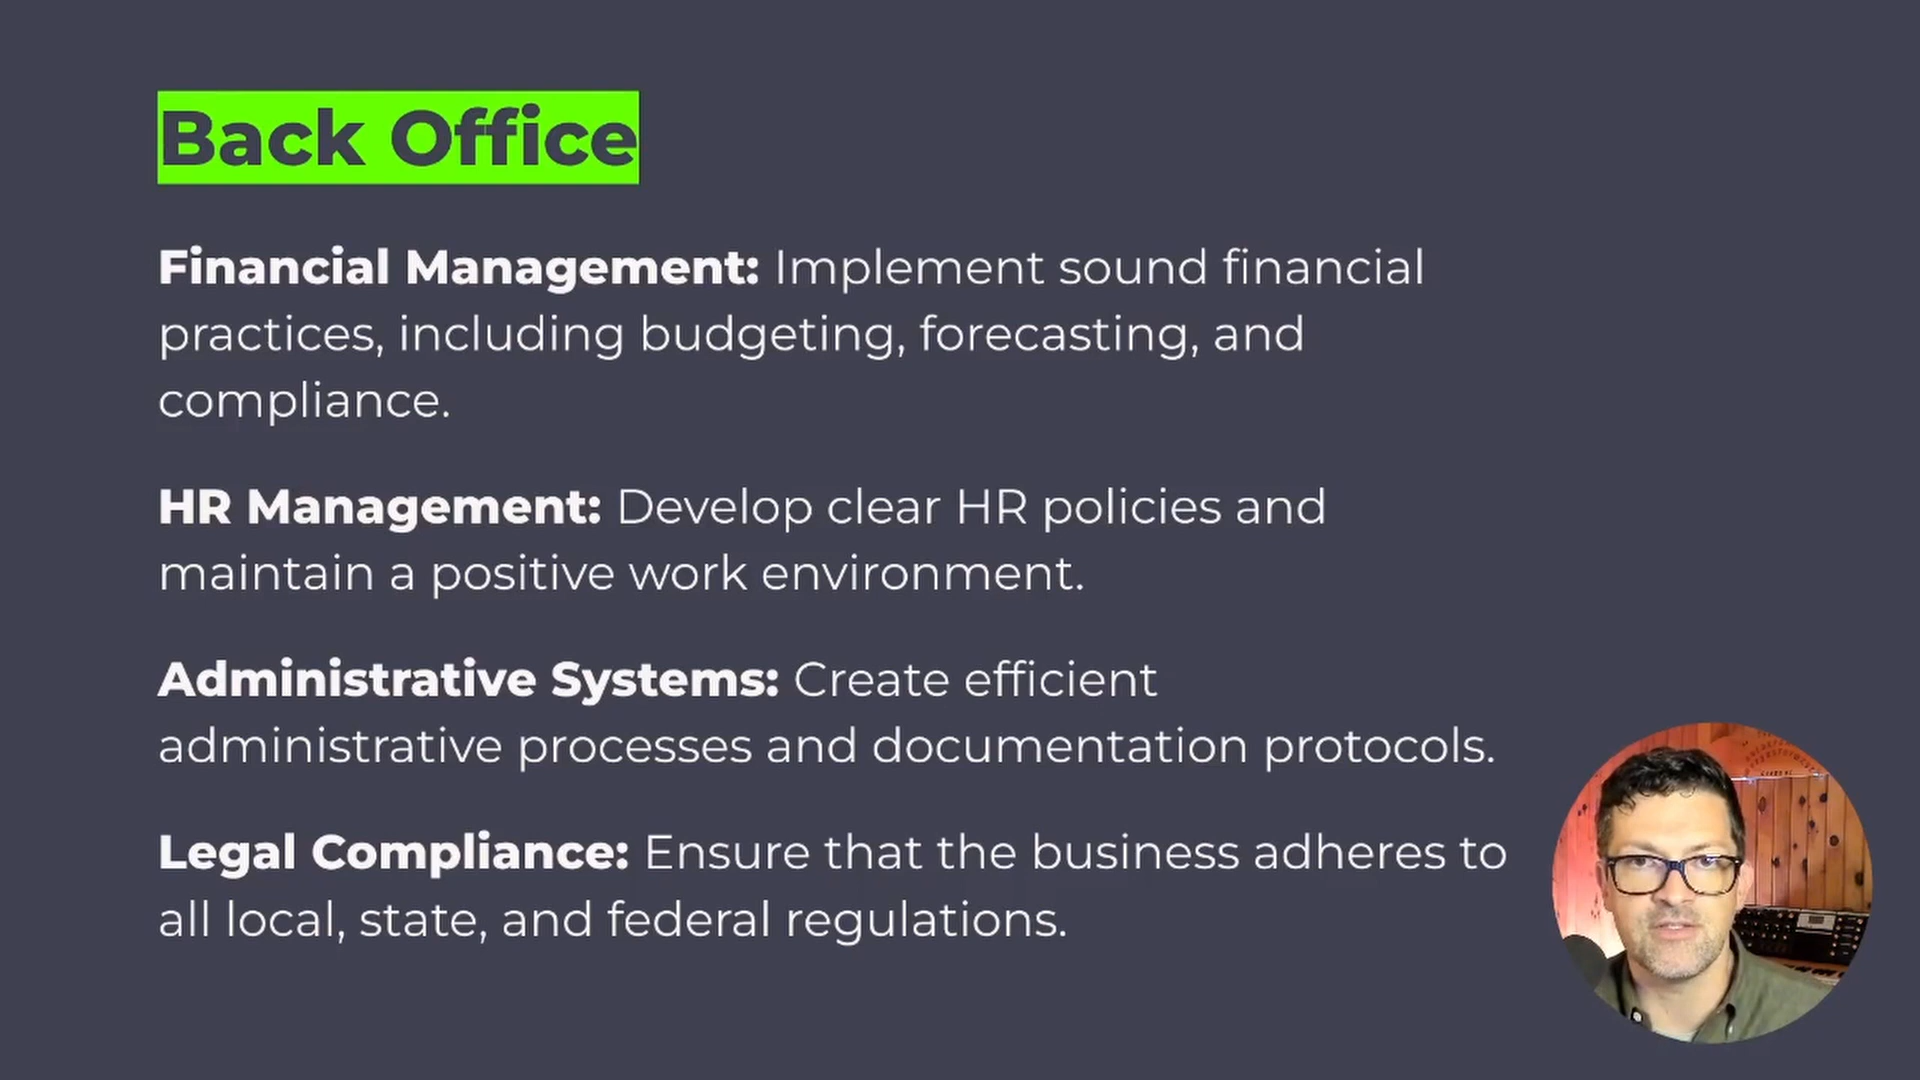 Back Office
Financial Management: Implement sound financial
practices, including budgeting, forecasting, and
compliance.
HR Management: Develop clear HR policies and
maintain a positive work environment.
Administrative Systems: Create efficient
administrative processes and documentation protocols.
Legal Compliance: Ensure that the business adheres to
all local, state, and federal regulations.